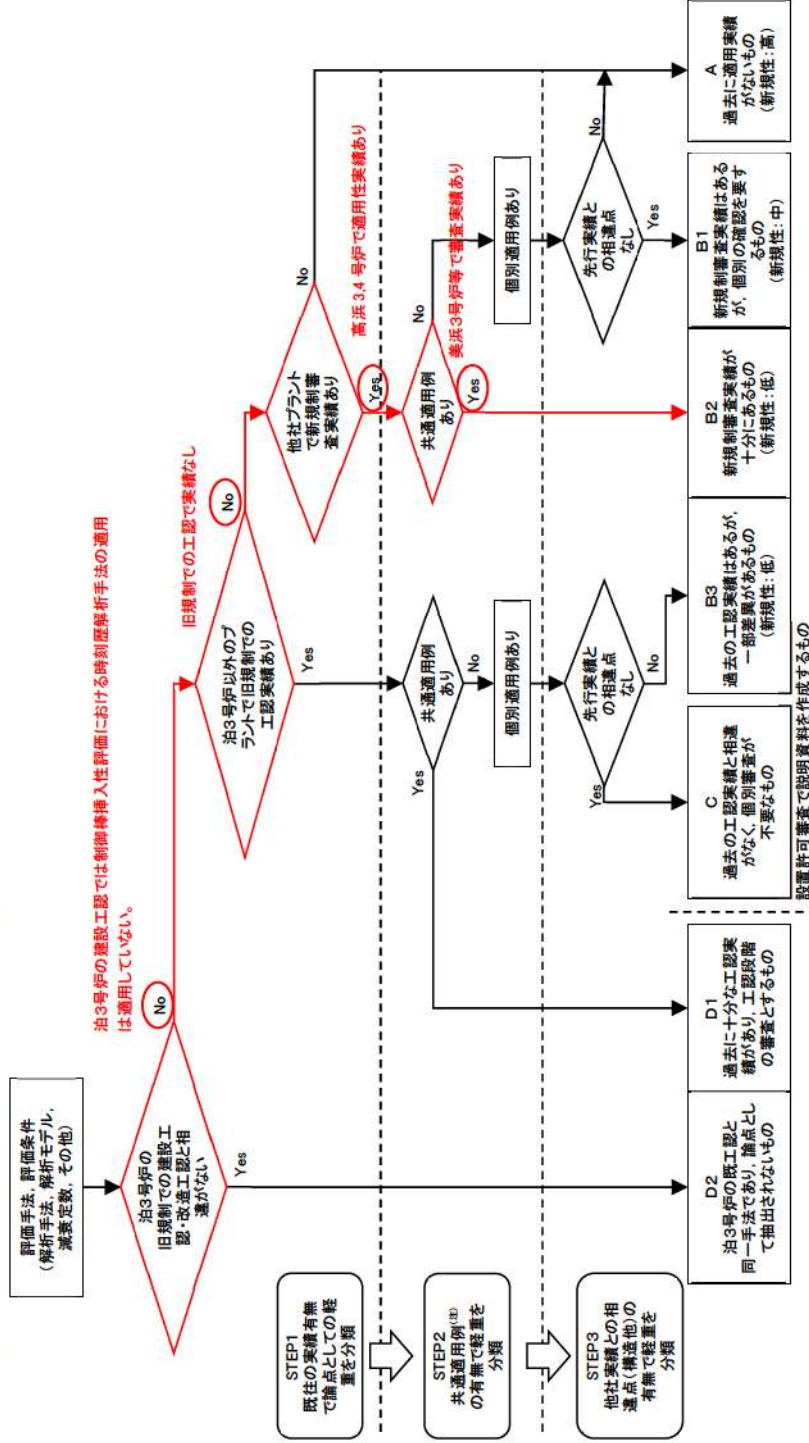 評価手法，評価条件
（解析手法，解析モデル，
減衰定数，その他）
泊3号炉の
旧規制での建設工
認・改造工認と相
違がない
No
Yes
泊3号炉の建設工認では制御棒挿入性評価における時刻歴解析手法の適用
は適用していない。
泊3号炉以外のプ
ラントで旧規制での
工認実績あり
No
Yes
旧規制での工認で実績なし
他社プラント
で新規制審
査実績あり
No
Yes
高浜3,4号炉で適用性実績あり
STEP1
既往の実績有無
で論点としての軽
重を分類
STEP2
共通適用例(注)
の有無で軽重を
分類
STEP3
他社実績との相
違点（構造他）の
有無で軽重を
分類
共通適用例
あり
Yes
No
個別適用例あり
先行実績と
の相違点
なし
Yes
No
共通適用例
あり
No
Yes
美浜3号炉等で審査実績あり
個別適用例あり
先行実績と
の相違点
なし
No
Yes
D2
泊3号炉の既工認と
同一手法であり，論点とし
て抽出されないもの
D1
過去に十分な工認実
績があり，工認段階
の審査とするもの
C
過去の工認実績と相違
がなく，個別審査が
不要なもの
B3
過去の工認実績はあるが，
一部差異があるもの
（新規性：低）
B2
新規制審査実績が
十分にあるもの
（新規性：低）
B1
新規制審査実績はある
が，個別の確認を要す
るもの
（新規性：中）
A
過去に適用実績
がないもの
（新規性：高）
設置許可審査で説明資料を作成するもの